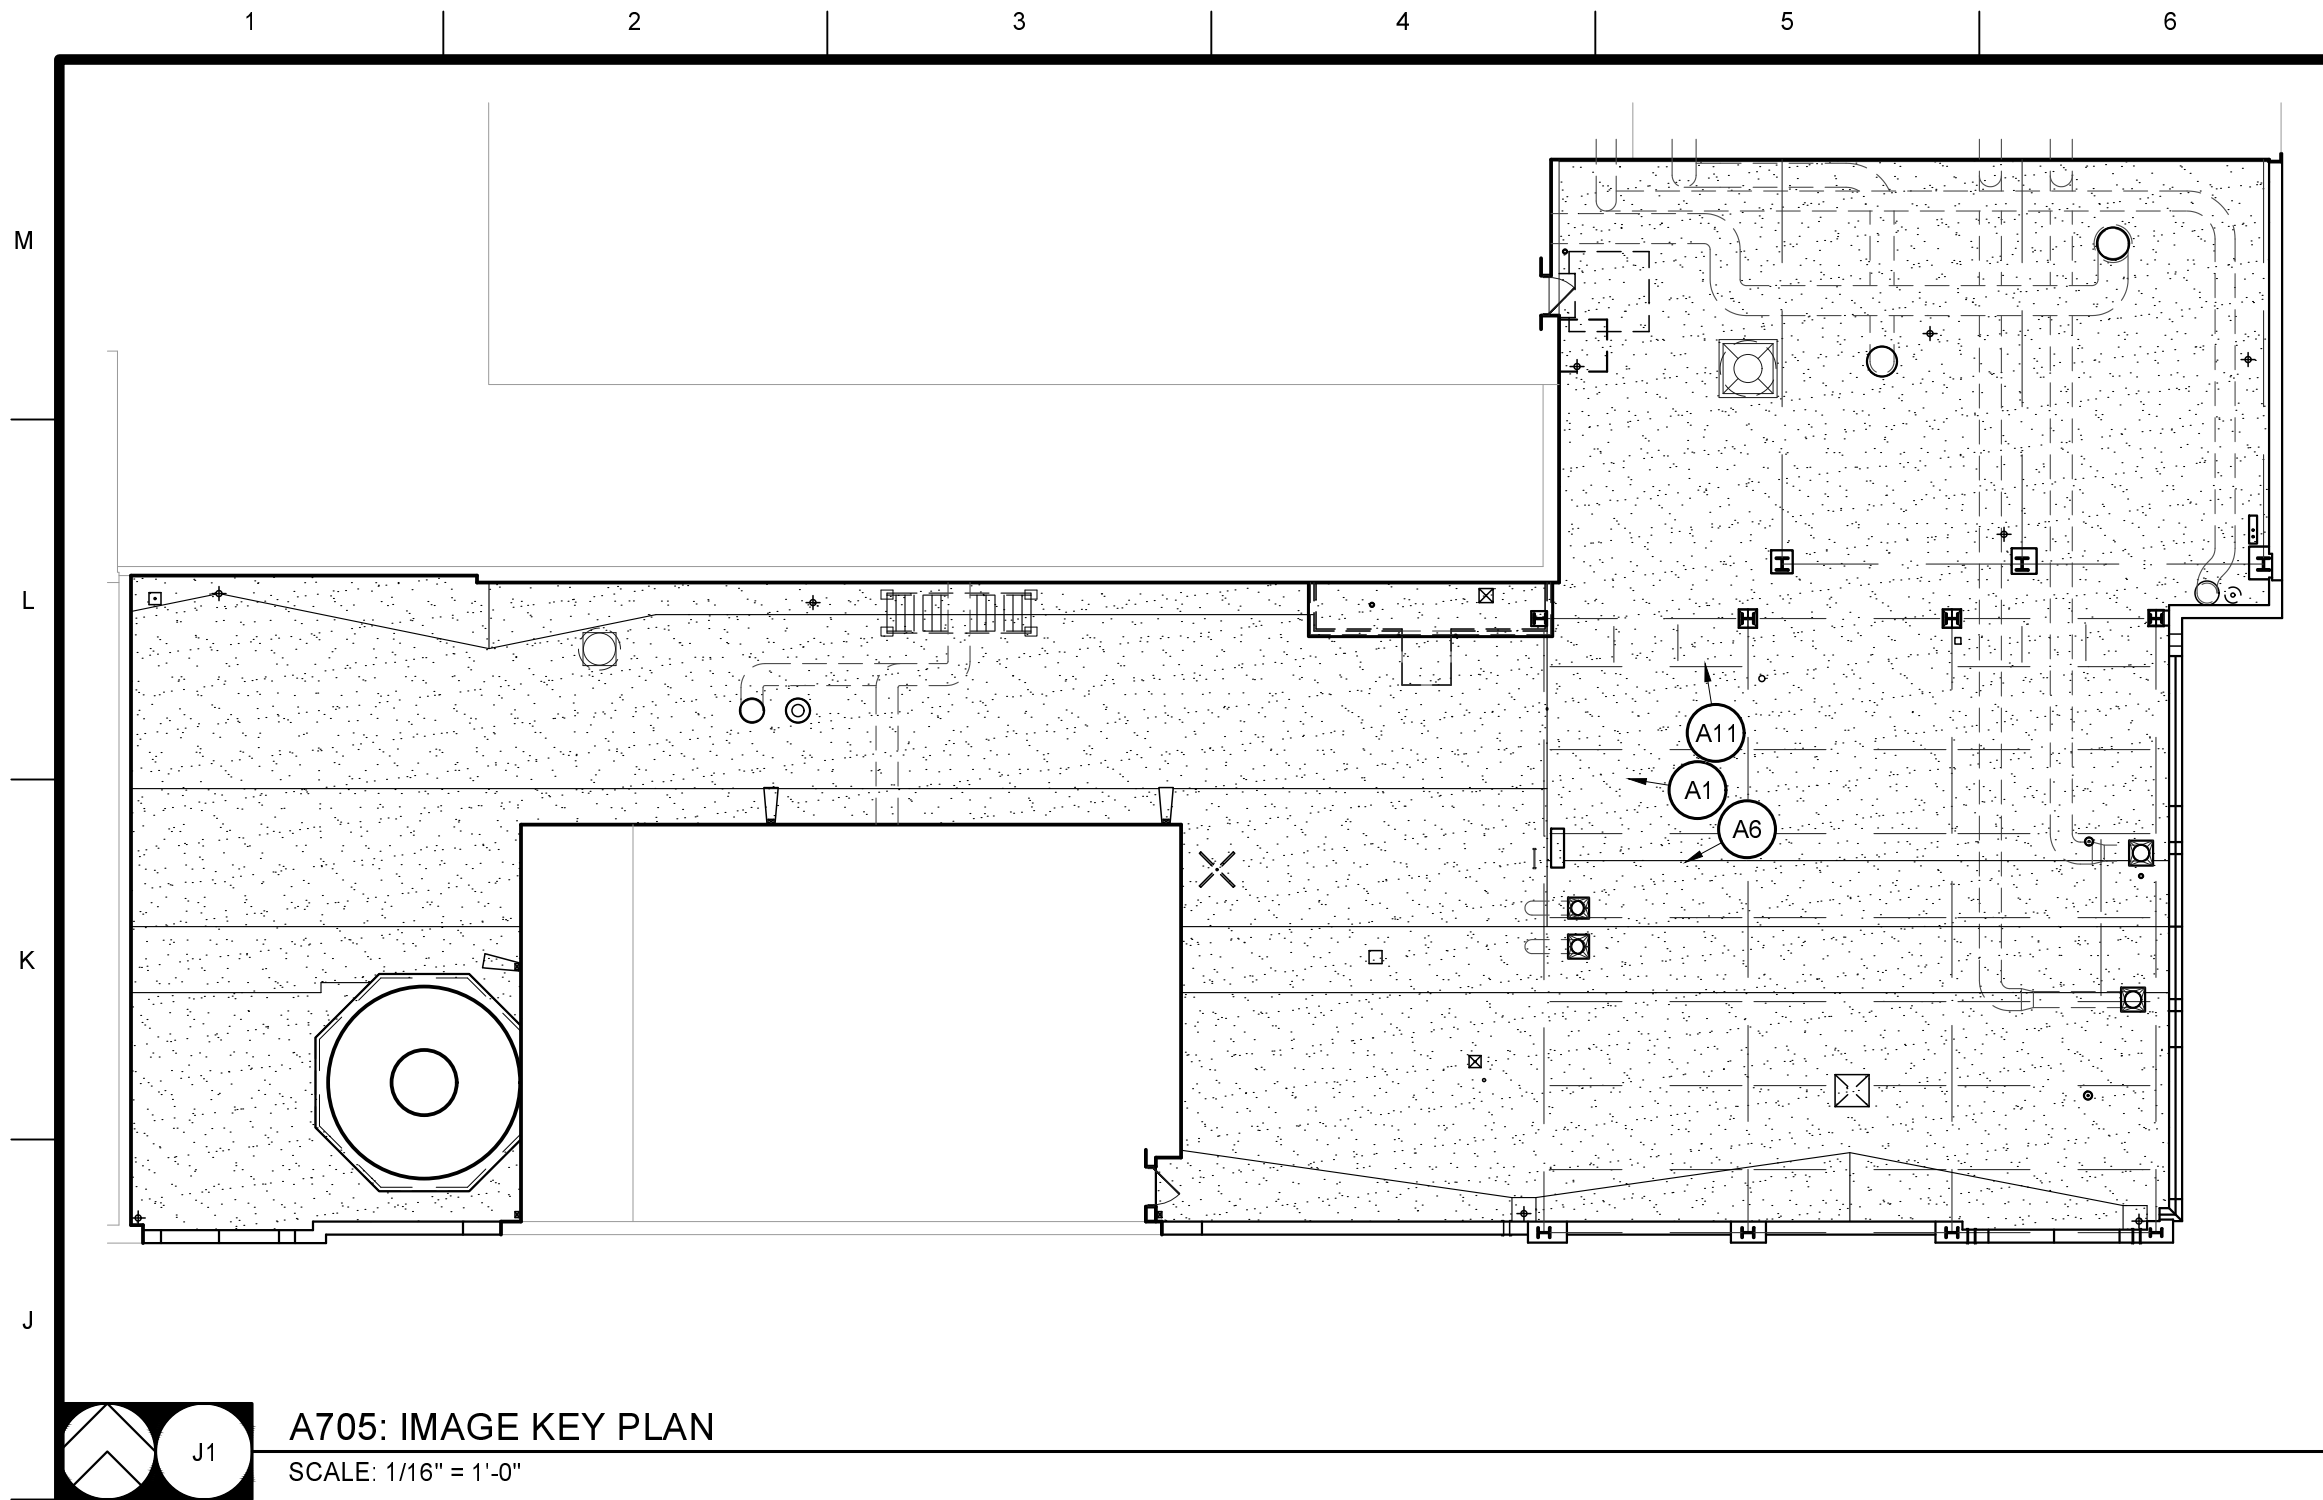 1 2 3 4 5 6
M
L
A11
A1
A6
K
J
A705: IMAGE KEY PLAN
J1
SCALE: 1/16" = 1'-0"